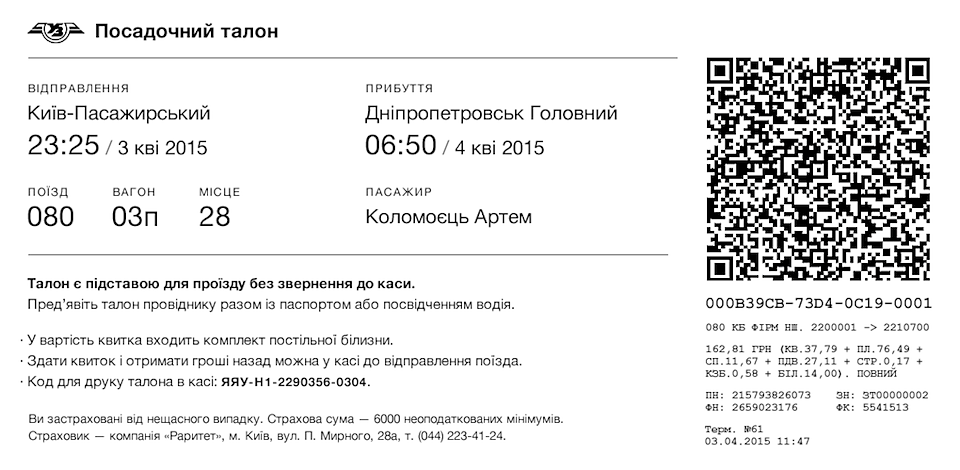 УЗ Посадочний талон
ВІДПРАВЛЕННЯ
Київ-Пасажирський
23:25 / 3 кві 2015
ПРИБУТТЯ
Дніпропетровськ Головний
06:50 / 4 кві 2015
ПОЇЗД ВАГОН МІСЦЕ
080 03п 28
ПАСАЖИР
Коломоєць Артем
Талон є підставою для проїзду без звернення до каси.
Пред’явіть талон провіднику разом із паспортом або посвідченням водія.
· У вартість квитка входить комплект постільної білизни.
· Здати квиток і отримати гроші назад можна у касі до відправлення поїзда.
· Код для друку талона в касі: ЯЯУ-Н1-2290356-0304.
Ви застраховані від нещасного випадку. Страхова сума — 6000 неоподаткованих мінімумів.
Страховик — компанія «Раритет», м. Київ, вул. П. Мирного, 28а, т. (044) 223-41-24.
000B39CB-73D4-0C19-0001
080 КБ ФІРМ НШ. 2200001 -> 2210700
162,81 ГРН (КВ.37,79 + ПЛ.76,49 +
СП.11,67 + ПДВ.27,11 + СТР.0,17 +
КЗБ.0,58 + БІЛ.14,00). ПОВНИЙ
ПН: 215793826073 ЗН: ЗТ00000002
ФН: 2659023176 ФК: 5541513
Терм. №61
03.04.2015 11:47